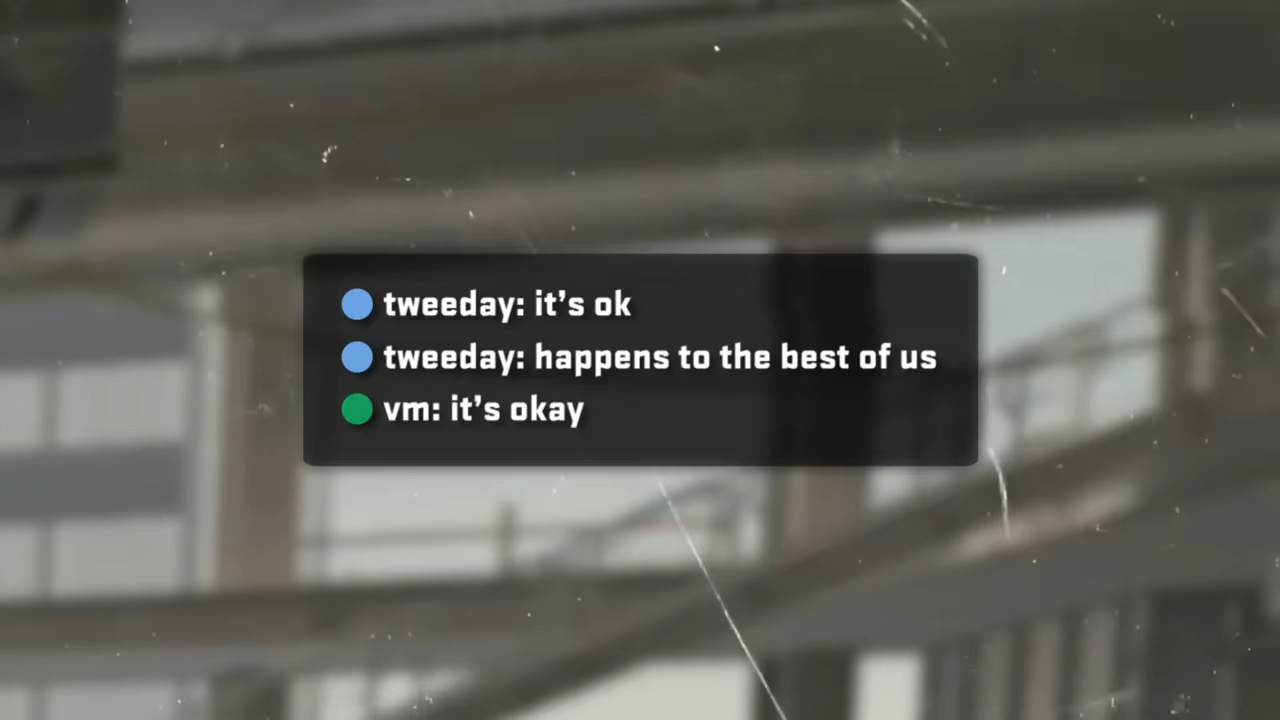 tweeday: it’s ok
tweeday: happens to the best of us
vm: it’s okay